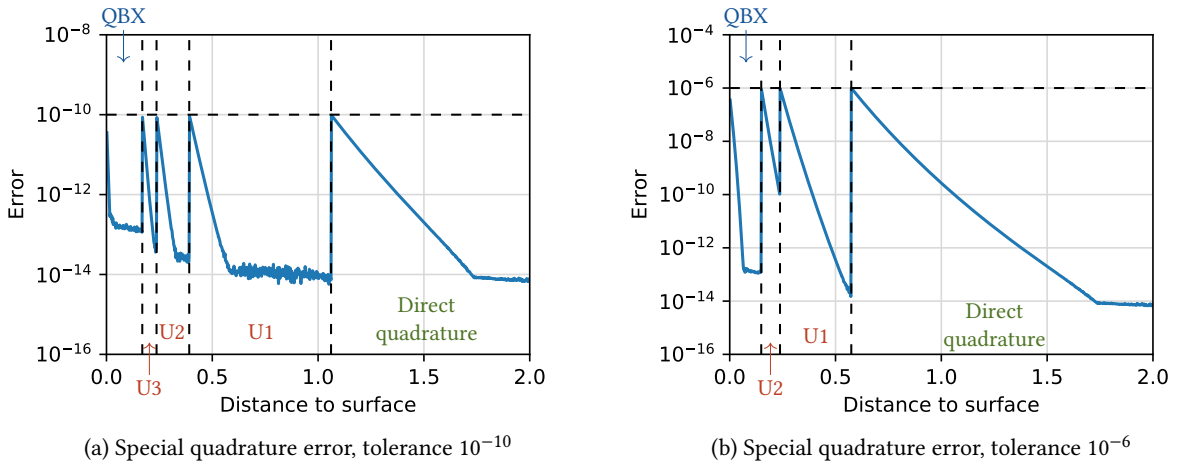 QBX
10⁻⁸
10⁻¹⁰
10⁻¹²
10⁻¹⁴
10⁻¹⁶
Error
U2
U1
Direct
quadrature
0.0
0.5
1.0
1.5
2.0
U3
Distance to surface
(a) Special quadrature error, tolerance 10⁻¹⁰
QBX
10⁻⁴
10⁻⁶
10⁻⁸
10⁻¹⁰
10⁻¹²
10⁻¹⁴
10⁻¹⁶
Error
U1
Direct
quadrature
0.0
0.5
1.0
1.5
2.0
U2
Distance to surface
(b) Special quadrature error, tolerance 10⁻⁶